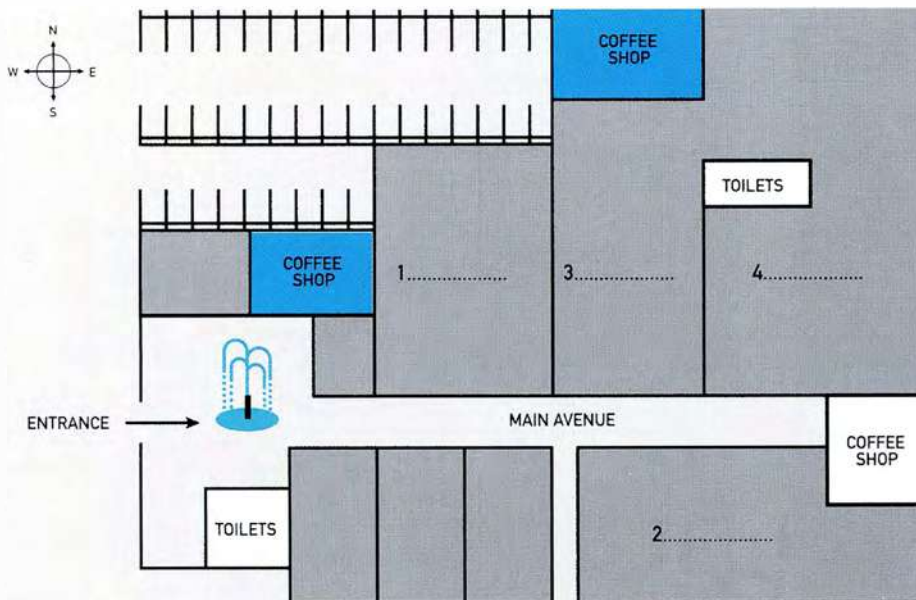 N
W E
S
COFFEE
SHOP
TOILETS
COFFEE
SHOP
1....................
3....................
4....................
ENTRANCE
MAIN AVENUE
COFFEE
SHOP
TOILETS
2....................